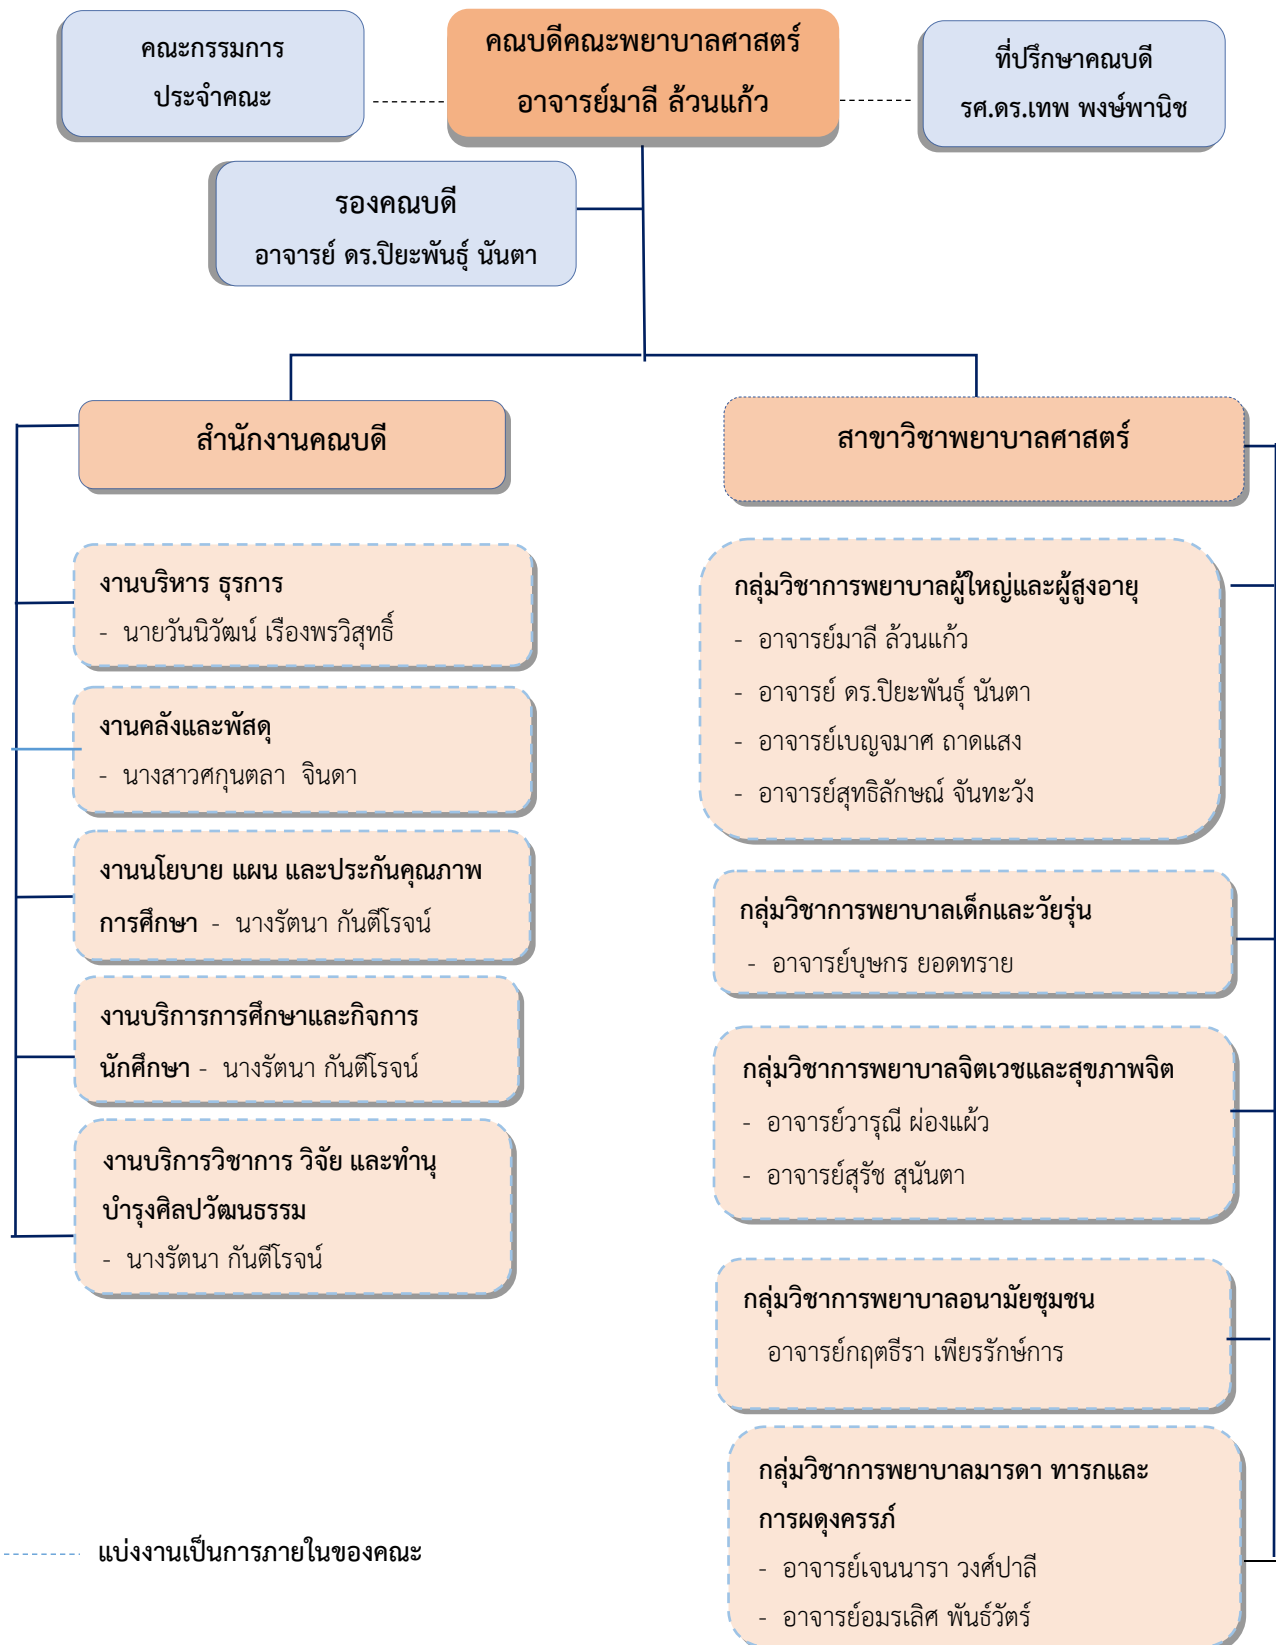 คณะกรรมการ
ประจำคณะ
คณบดีคณะพยาบาลศาสตร์
อาจารย์มาลี ล้วนแก้ว
ที่ปรึกษาคณบดี
รศ.ดร.เทพ พงษ์พานิช
รองคณบดี
อาจารย์ ดร.ปิยะพันธุ์ นันตา
สำนักงานคณบดี
งานบริหาร ธุรการ
- นายวันนิวัฒน์ เรืองพรวิสุทธิ์
งานคลังและพัสดุ
- นางสาวศกุนตลา จินดา
งานนโยบาย แผน และประกันคุณภาพ
การศึกษา - นางรัตนา กันตีโรจน์
งานบริการการศึกษาและกิจการ
นักศึกษา - นางรัตนา กันตีโรจน์
งานบริการวิชาการ วิจัย และทำนุ
บำรุงศิลปวัฒนธรรม
- นางรัตนา กันตีโรจน์
สาขาวิชาพยาบาลศาสตร์
กลุ่มวิชาการพยาบาลผู้ใหญ่และผู้สูงอายุ
- อาจารย์มาลี ล้วนแก้ว
- อาจารย์ ดร.ปิยะพันธุ์ นันตา
- อาจารย์เบญจมาศ ถาดแสง
- อาจารย์สุทธิลักษณ์ จันทะวัง
กลุ่มวิชาการพยาบาลเด็กและวัยรุ่น
- อาจารย์บุษกร ยอดทราย
กลุ่มวิชาการพยาบาลจิตเวชและสุขภาพจิต
- อาจารย์วารุณี ผ่องแผ้ว
- อาจารย์สุรัช สุนันตา
กลุ่มวิชาการพยาบาลอนามัยชุมชน
อาจารย์กฤตธีรา เพียรรักษ์การ
กลุ่มวิชาการพยาบาลมารดา ทารกและ
การผดุงครรภ์
- อาจารย์เจนนารา วงศ์ปาลี
- อาจารย์อมรเลิศ พันธ์วัตร์
แบ่งงานเป็นการภายในของคณะ